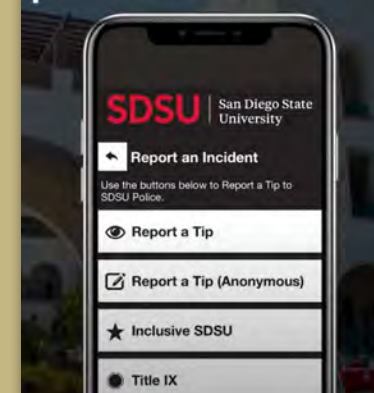 SDSU San Diego State
University
Report an Incident
Use the buttons below to Report a Tip to
SDSU Police.
Report a Tip
Report a Tip (Anonymous)
Inclusive SDSU
Title IX